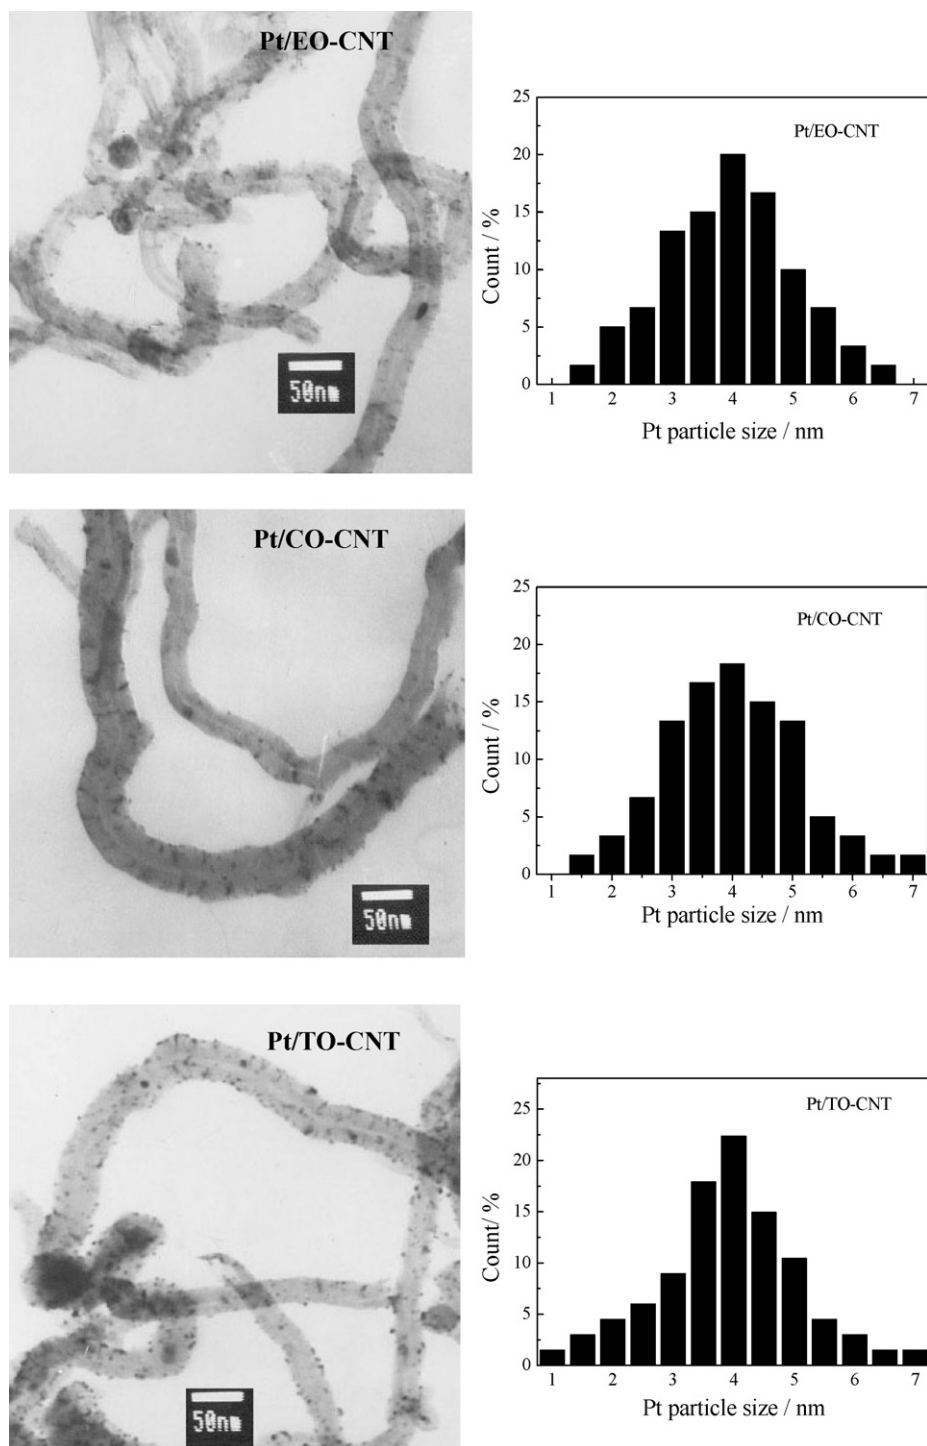 Pt/EO-CNT
50nm
25
20
15
10
5
0
Count / %
Pt/EO-CNT
1 2 3 4 5 6 7
Pt particle size / nm
Pt/CO-CNT
50nm
25
20
15
10
5
0
Count / %
Pt/CO-CNT
1 2 3 4 5 6 7
Pt particle size / nm
Pt/TO-CNT
50nm
25
20
15
10
5
0
Count/ %
Pt/TO-CNT
1 2 3 4 5 6 7
Pt particle size / nm